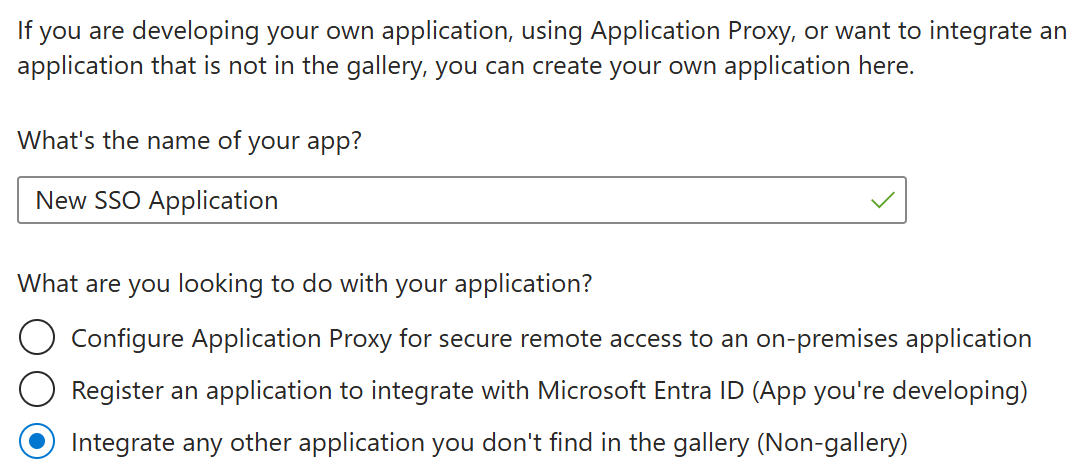 If you are developing your own application, using Application Proxy, or want to integrate an
application that is not in the gallery, you can create your own application here.
What's the name of your app?
New SSO Application
What are you looking to do with your application?
Configure Application Proxy for secure remote access to an on-premises application
Register an application to integrate with Microsoft Entra ID (App you're developing)
Integrate any other application you don't find in the gallery (Non-gallery)